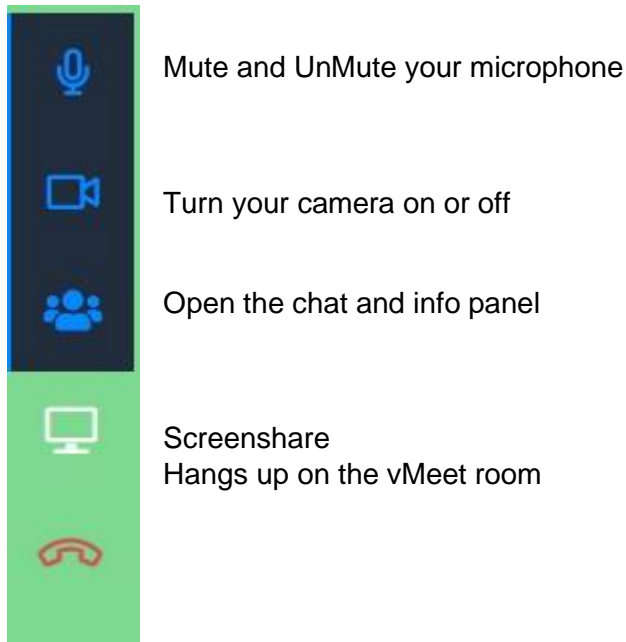 Mute and UnMute your microphone
Turn your camera on or off
Open the chat and info panel
Screenshare
Hangs up on the vMeet room